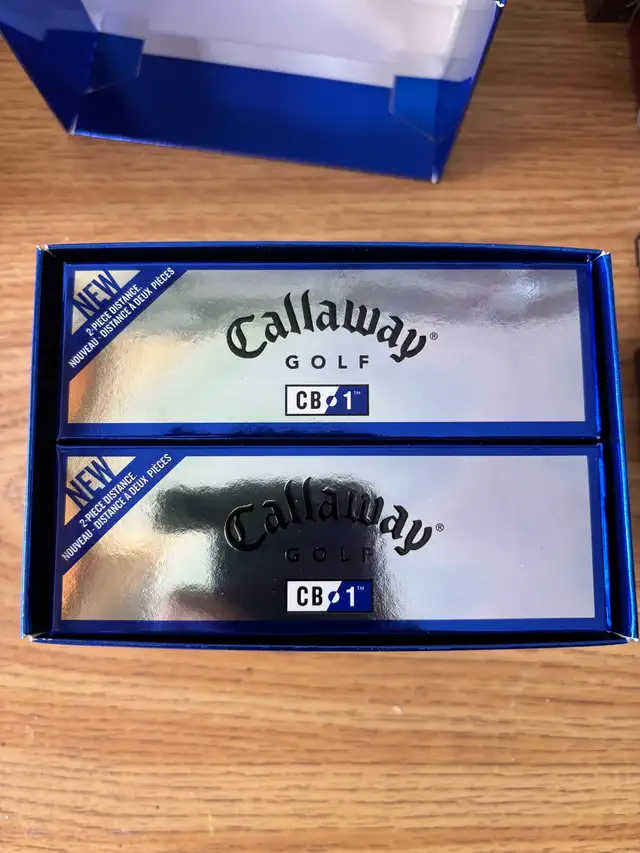 NEW
2-PIECE DISTANCE
NOUVEAU - DISTANCE À DEUX PIÈCES
Callaway®
GOLF
CB 1™
NEW
2-PIECE DISTANCE
NOUVEAU - DISTANCE À DEUX PIÈCES
Callaway®
GOLF
CB 1™